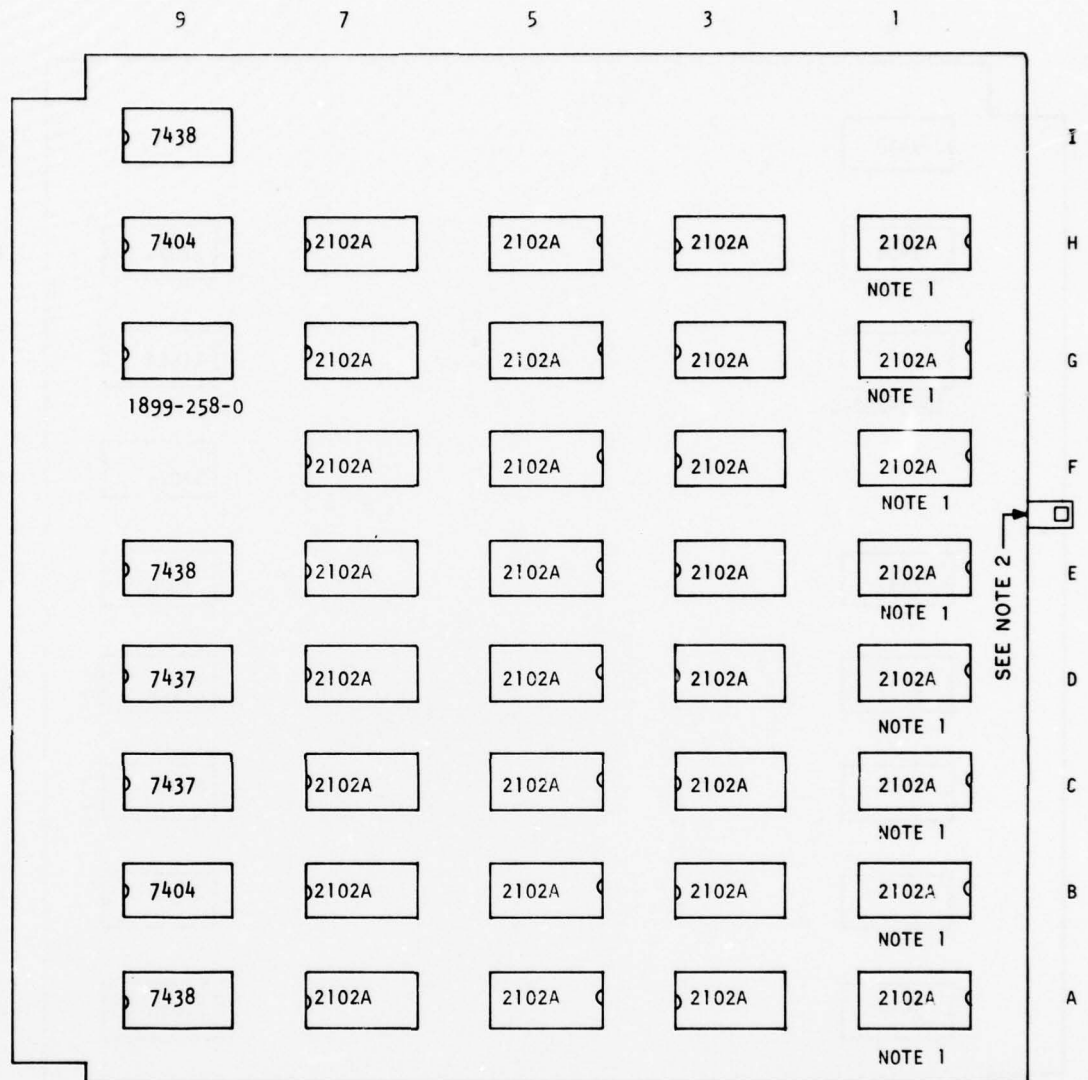 9 7 5 3 1
7438 I
7404 2102A 2102A 2102A 2102A H
NOTE 1
2102A 2102A 2102A 2102A G
1899-258-0 NOTE 1
2102A 2102A 2102A 2102A F
NOTE 1
7438 2102A 2102A 2102A 2102A E
NOTE 1
SEE NOTE 2
7437 2102A 2102A 2102A 2102A D
NOTE 1
7437 2102A 2102A 2102A 2102A C
NOTE 1
7404 2102A 2102A 2102A 2102A B
NOTE 1
7438 2102A 2102A 2102A 2102A A
NOTE 1